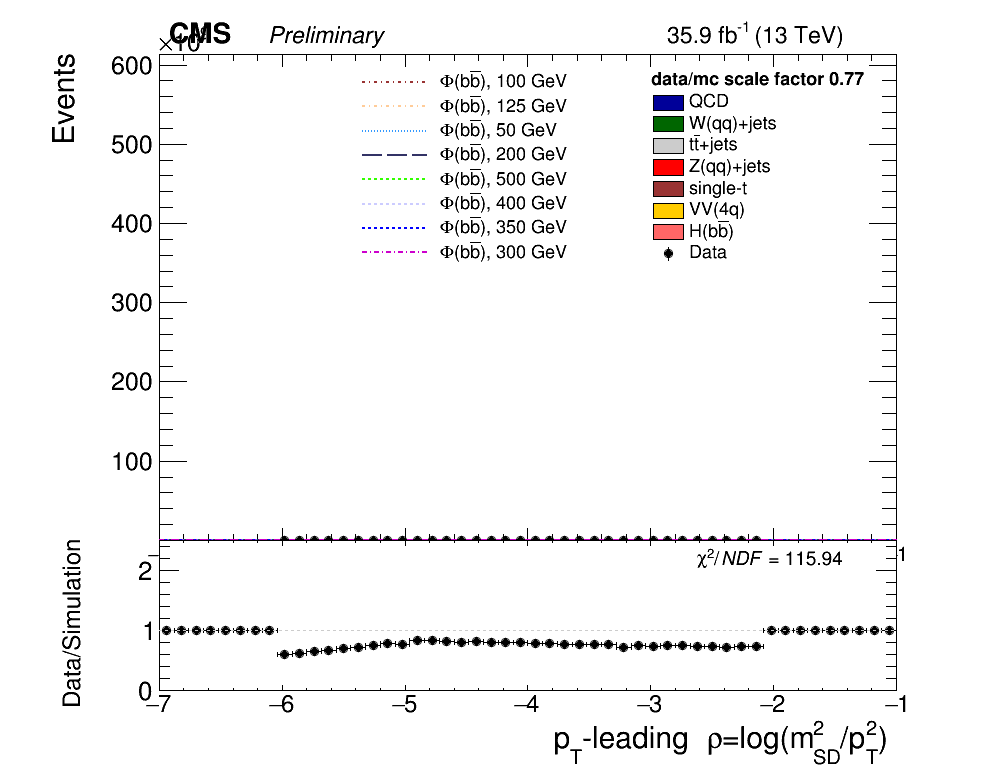 CMS Preliminary 35.9 fb⁻¹ (13 TeV)
×10
Events
600
500
400
300
200
100
Φ(bb̅), 100 GeV
Φ(bb̅), 125 GeV
Φ(bb̅), 50 GeV
Φ(bb̅), 200 GeV
Φ(bb̅), 500 GeV
Φ(bb̅), 400 GeV
Φ(bb̅), 350 GeV
Φ(bb̅), 300 GeV
data/mc scale factor 0.77
QCD
W(qq)+jets
tt̅+jets
Z(qq)+jets
single-t
VV(4q)
H(bb̅)
Data
χ²/NDF = 115.94
1
Data/Simulation
2
1
0
−7 −6 −5 −4 −3 −2 −1
p_T-leading ρ=log(m²_SD/p²_T)